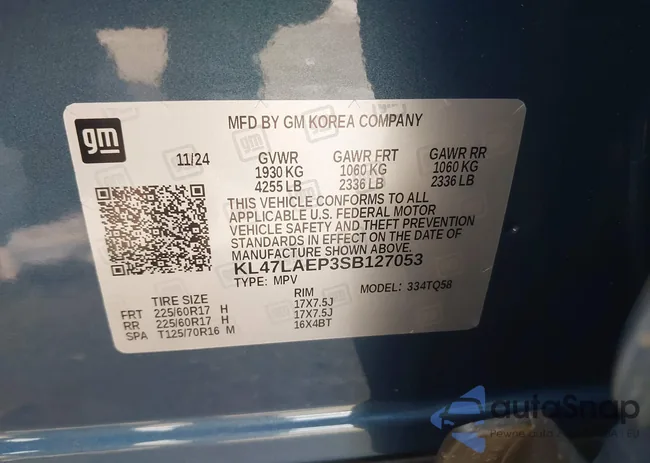 gm
MFD BY GM KOREA COMPANY
11/24 GVWR GAWR FRT GAWR RR
1930 KG 1060 KG 1060 KG
4255 LB 2336 LB 2336 LB
THIS VEHICLE CONFORMS TO ALL
APPLICABLE U.S. FEDERAL MOTOR
VEHICLE SAFETY AND THEFT PREVENTION
STANDARDS IN EFFECT ON THE DATE OF
MANUFACTURE SHOWN ABOVE.
KL47LAEP3SB127053
TYPE: MPV MODEL: 334TQ58
TIRE SIZE RIM
FRT 225/60R17 H 17X7.5J
RR 225/60R17 H 17X7.5J
SPA T125/70R16 M 16X4BT
autoSnap